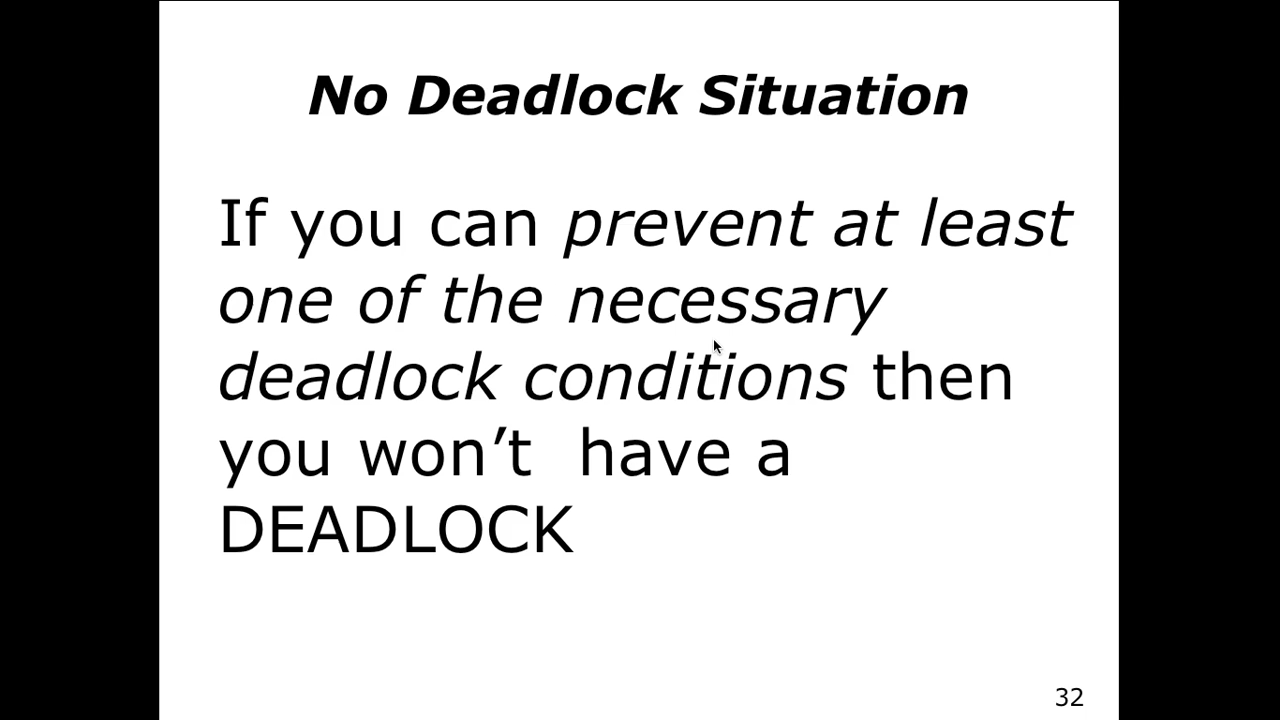 No Deadlock Situation
If you can prevent at least
one of the necessary
deadlock conditions then
you won’t  have a
DEADLOCK
32